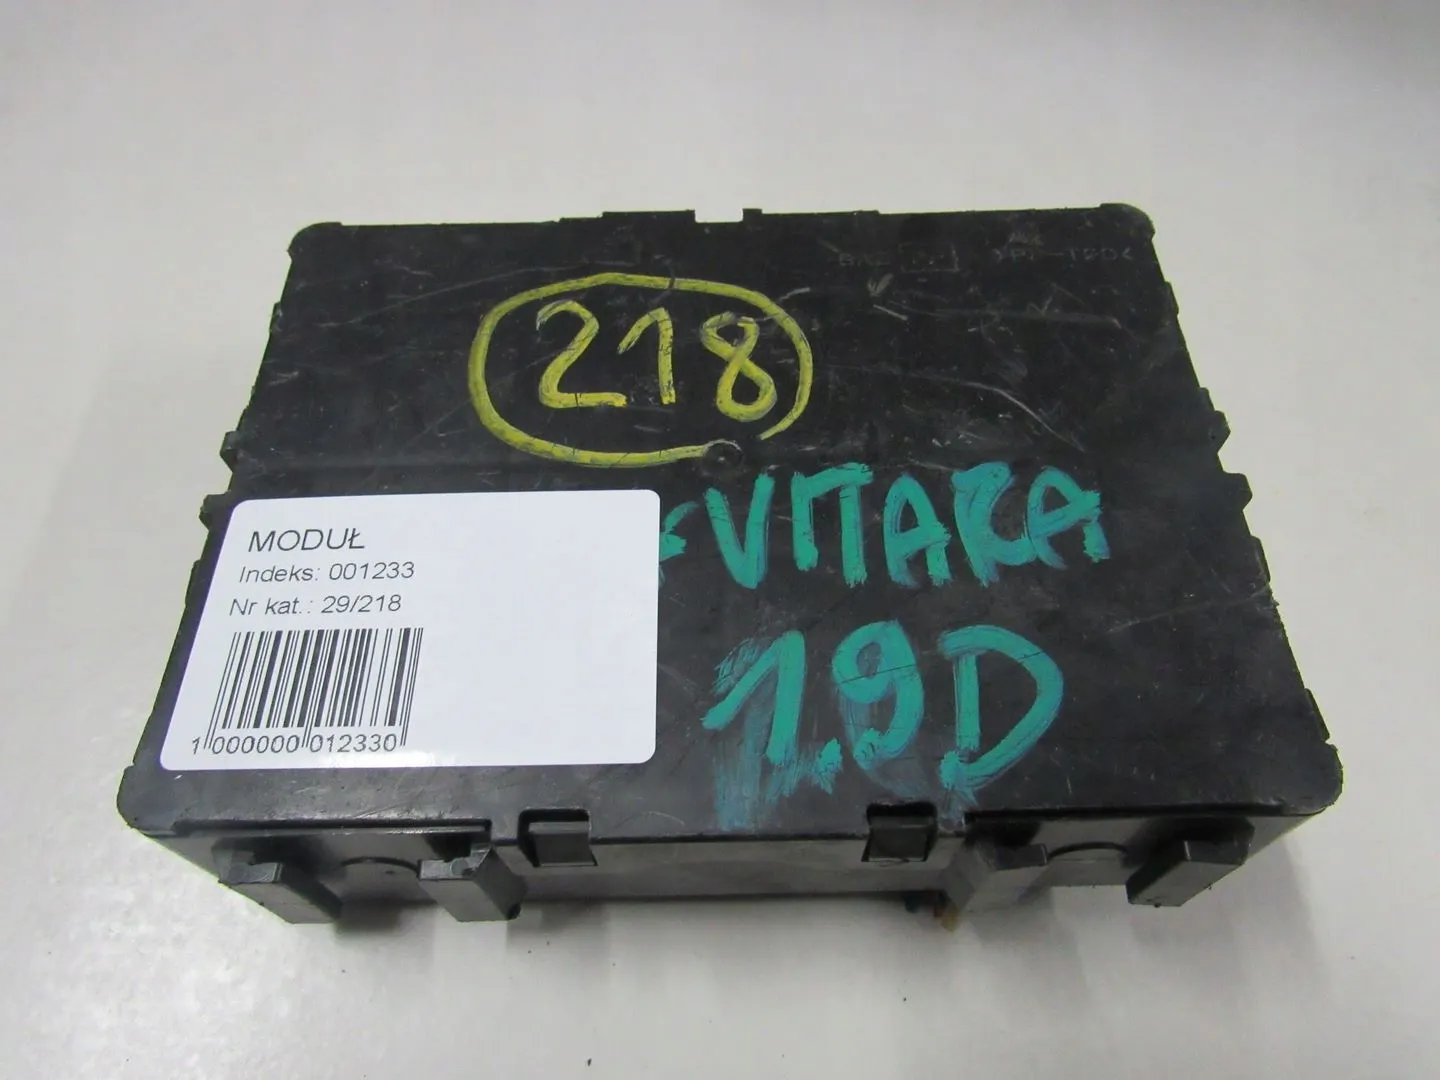 218
VITARA
1.9D
MODUŁ
Indeks: 001233
Nr kat.: 29/218
1 000000 012330